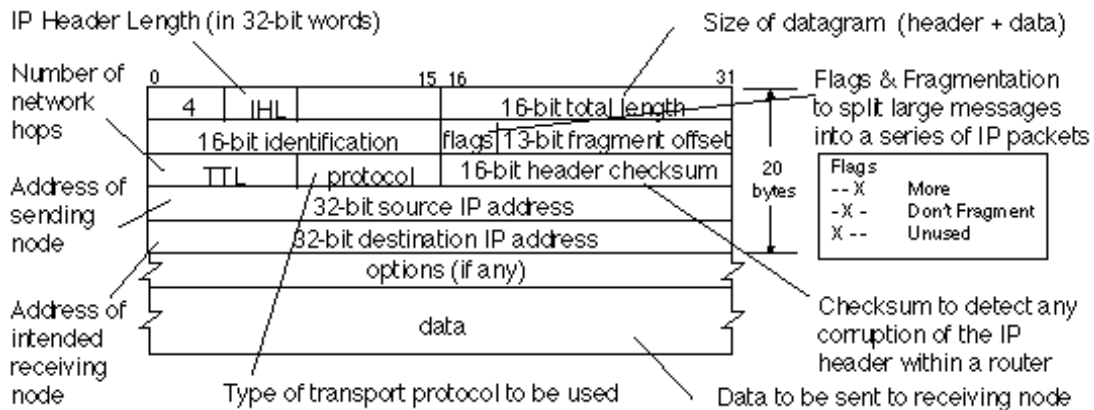 IP Header Length (in 32-bit words)
Size of datagram (header + data)
Number of
network
hops
0
15 16
31
Flags & Fragmentation
to split large messages
into a series of IP packets
4
IHL
16-bit total length
16-bit identification
flags
13-bit fragment offset
TTL
protocol
16-bit header checksum
20
bytes
Flags
- - X More
- X - Don't Fragment
X - - Unused
Address of
sending
node
32-bit source IP address
32-bit destination IP address
options (if any)
Address of
intended
receiving
node
data
Checksum to detect any
corruption of the IP
header within a router
Type of transport protocol to be used
Data to be sent to receiving node